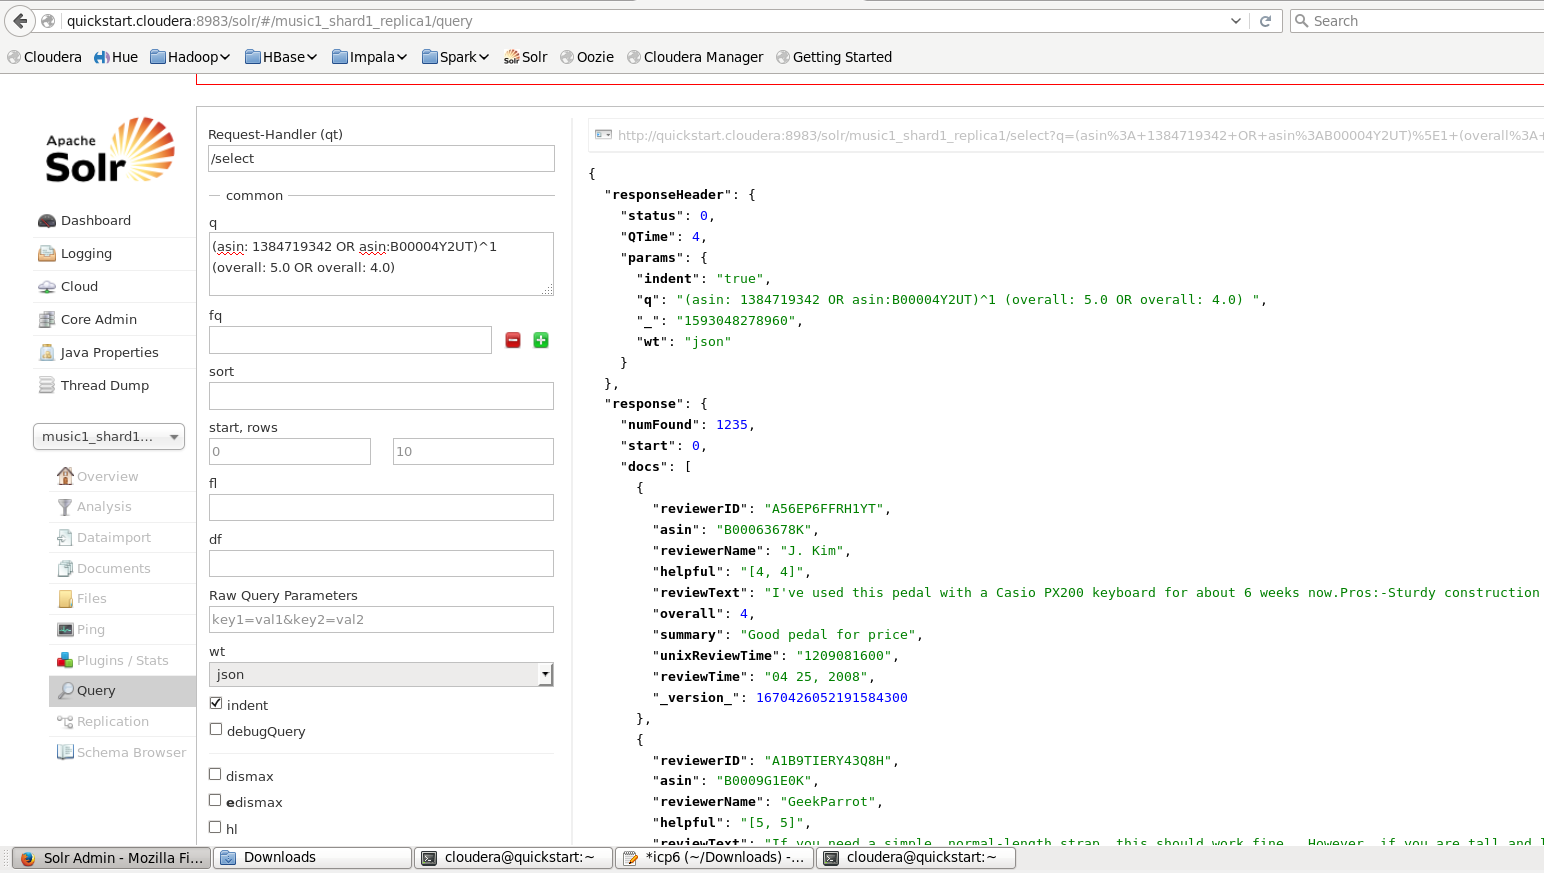 quickstart.cloudera:8983/solr/#/music1_shard1_replica1/query
Search
Cloudera Hue Hadoop HBase Impala Spark Solr Oozie Cloudera Manager Getting Started
Apache
Solr
Dashboard
Logging
Cloud
Core Admin
Java Properties
Thread Dump
music1_shard1...
Overview
Analysis
Dataimport
Documents
Files
Ping
Plugins / Stats
Query
Replication
Schema Browser
Request-Handler (qt)
/select
common
q
(asin: 1384719342 OR asin:B00004Y2UT)^1
(overall: 5.0 OR overall: 4.0)
fq
sort
start, rows
0 10
fl
df
Raw Query Parameters
key1=val1&key2=val2
wt
json
indent
debugQuery
dismax
edismax
hl
http://quickstart.cloudera:8983/solr/music1_shard1_replica1/select?q=(asin%3A+1384719342+OR+asin%3AB00004Y2UT)%5E1+(overall%3A+
{
"responseHeader": {
"status": 0,
"QTime": 4,
"params": {
"indent": "true",
"q": "(asin: 1384719342 OR asin:B00004Y2UT)^1 (overall: 5.0 OR overall: 4.0) ",
"_": "1593048278960",
"wt": "json"
}
},
"response": {
"numFound": 1235,
"start": 0,
"docs": [
{
"reviewerID": "A56EP6FFRH1YT",
"asin": "B00063678K",
"reviewerName": "J. Kim",
"helpful": "[4, 4]",
"reviewText": "I've used this pedal with a Casio PX200 keyboard for about 6 weeks now.Pros:-Sturdy construction
"overall": 4,
"summary": "Good pedal for price",
"unixReviewTime": "1209081600",
"reviewTime": "04 25, 2008",
"_version_": 1670426052191584300
},
{
"reviewerID": "A1B9TIERY43Q8H",
"asin": "B0009G1E0K",
"reviewerName": "GeekParrot",
"helpful": "[5, 5]",
"reviewText": "If you need a simple, normal-length strap, this should work fine. However, if you are tall and
Solr Admin - Mozilla Fi... Downloads cloudera@quickstart:~ *icp6 (~/Downloads) -... cloudera@quickstart:~